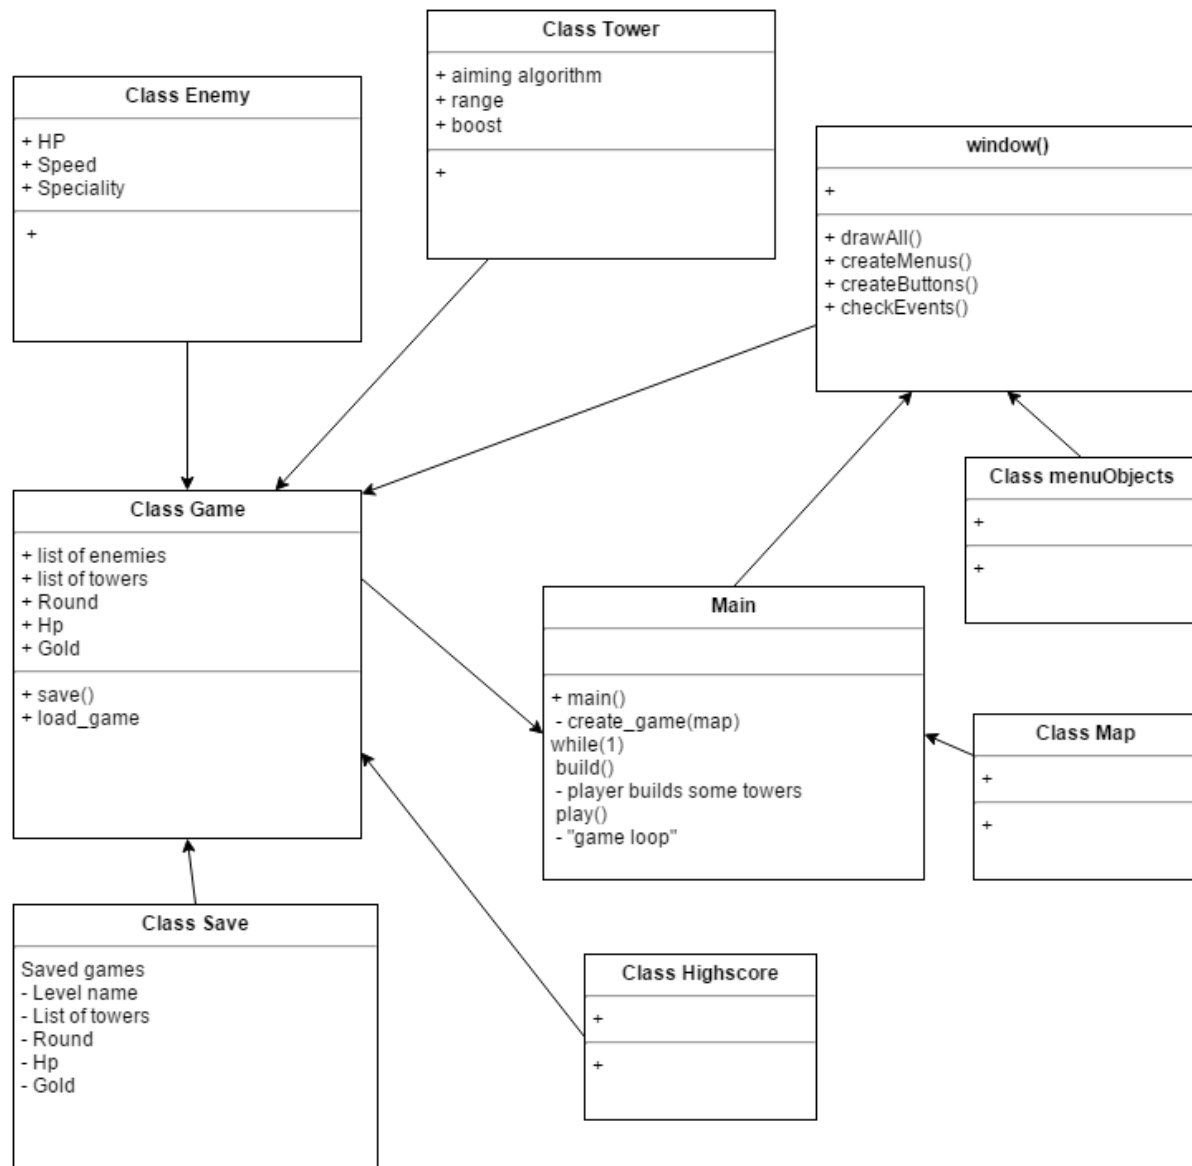 Class Tower
+ aiming algorithm
+ range
+ boost
+
Class Enemy
+ HP
+ Speed
+ Speciality
+
window()
+
+ drawAll()
+ createMenus()
+ createButtons()
+ checkEvents()
Class menuObjects
+
+
Class Game
+ list of enemies
+ list of towers
+ Round
+ Hp
+ Gold
+ save()
+ load_game
Main
+ main()
- create_game(map)
while(1)
build()
- player builds some towers
play()
- "game loop"
Class Map
+
+
Class Save
Saved games
- Level name
- List of towers
- Round
- Hp
- Gold
Class Highscore
+
+